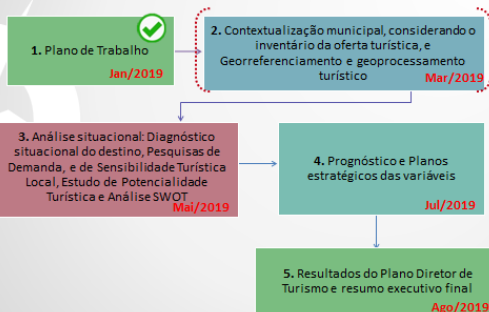 1. Plano de Trabalho
Jan/2019
2. Contextualização municipal, considerando o
inventário da oferta turística, e
Georreferenciamento e geoprocessamento
turístico
Mar/2019
3. Análise situacional: Diagnóstico
situacional do destino, Pesquisas de
Demanda, e de Sensibilidade Turística
Local, Estudo de Potencialidade
Turística e Análise SWOT
Mai/2019
4. Prognóstico e Planos
estratégicos das variáveis
Jul/2019
5. Resultados do Plano Diretor de
Turismo e resumo executivo final
Ago/2019